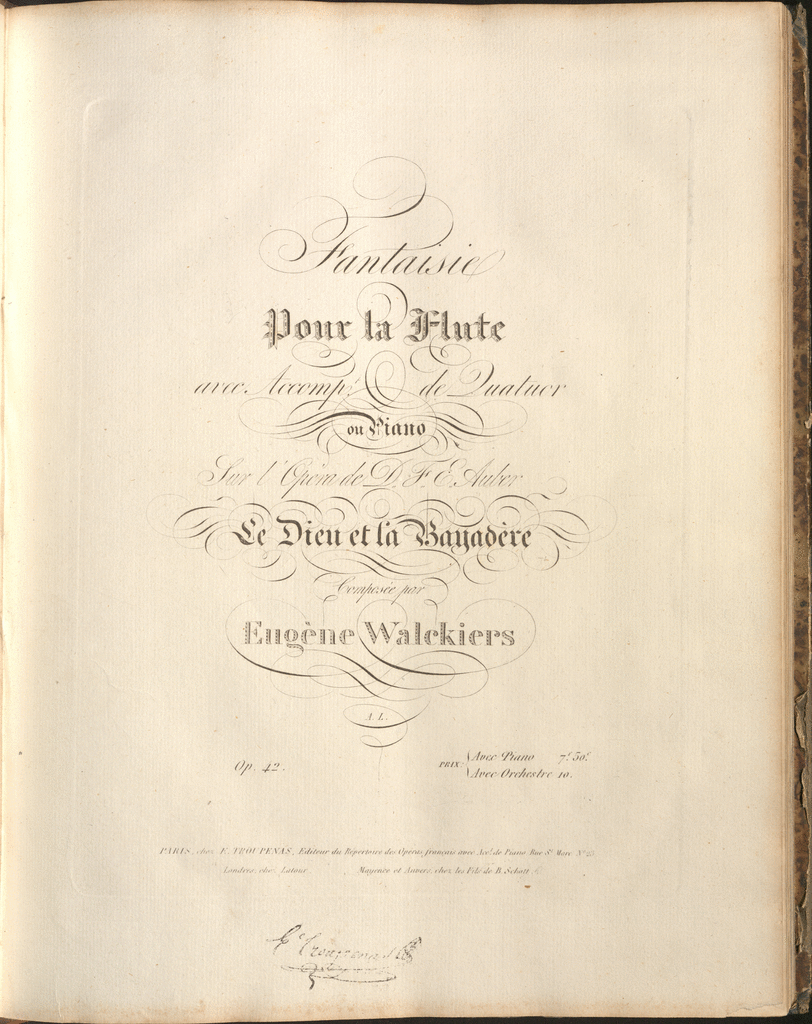 Fantaisie
Pour la Flute
avec Accomp.t de Quatuor
ou Piano
Sur l'Opéra de D. F. E. Auber
Le Dieu et la Bayadère
Composée par
Eugène Walckiers
A. L.
Op. 42.
PRIX: Avec Piano 7f. 50c.
Avec Orchestre 10.
PARIS, chez E. TROUPENAS, Editeur du Répertoire des Opéras français avec Acc.t de Piano Rue St. Marc No. 23
Londres, chez Latour. Mayence et Anvers, chez les Fils de B. Schott
E. Troupenas & Cie